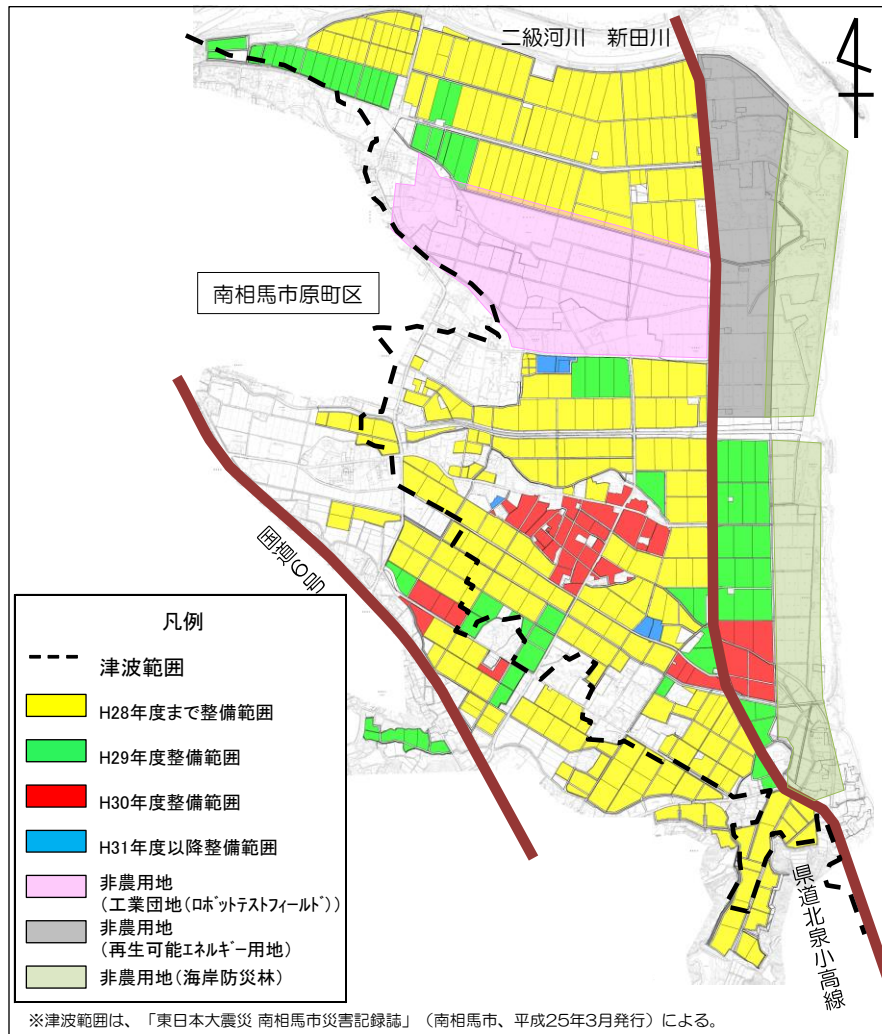 二級河川 新田川
南相馬市原町区
国道6号
県道北泉小高線
凡例
津波範囲
H28年度まで整備範囲
H29年度整備範囲
H30年度整備範囲
H31年度以降整備範囲
非農用地
(工業団地(ロボットテストフィールド))
非農用地
(再生可能エネルギー用地)
非農用地(海岸防災林)
※津波範囲は、「東日本大震災 南相馬市災害記録誌」(南相馬市、平成25年3月発行)による。